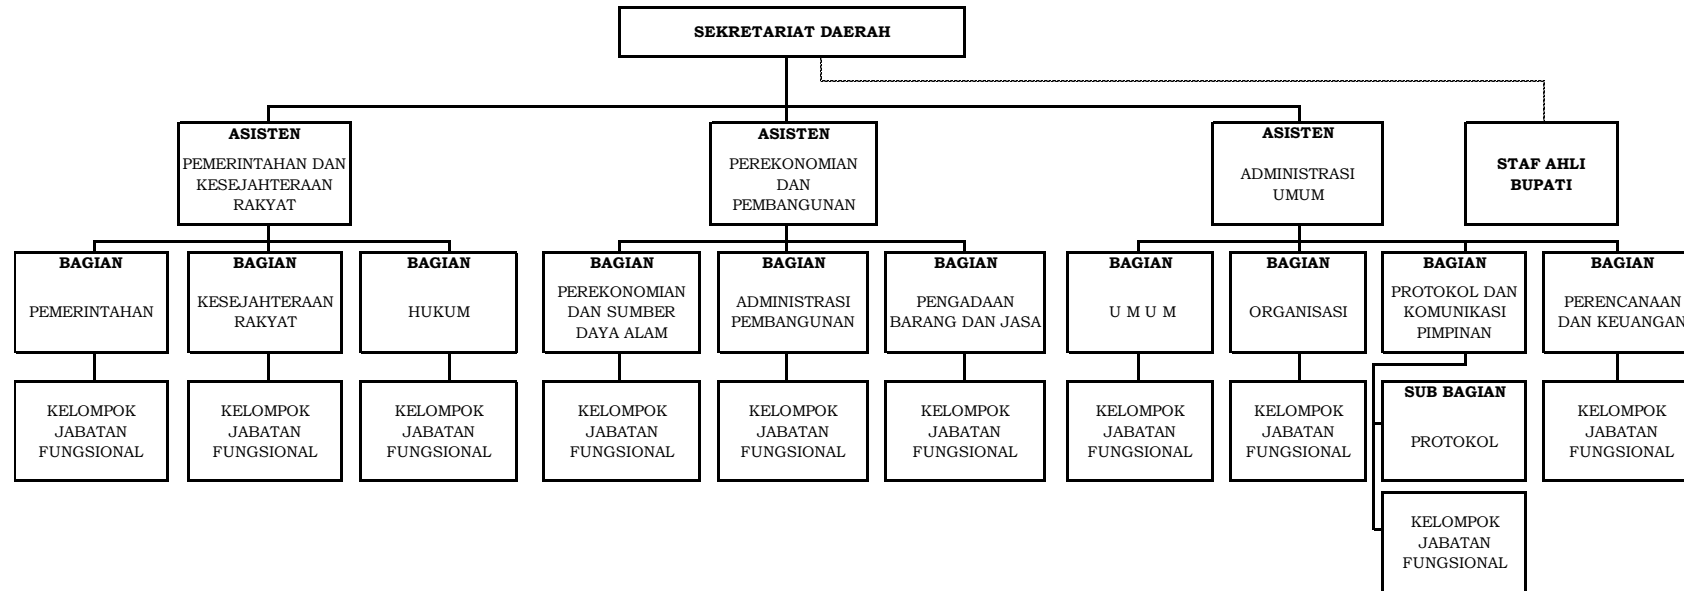 SEKRETARIAT DAERAH
ASISTEN
PEMERINTAHAN DAN
KESEJAHTERAAN
RAKYAT
ASISTEN
PEREKONOMIAN
DAN
PEMBANGUNAN
ASISTEN
ADMINISTRASI
UMUM
STAF AHLI
BUPATI
BAGIAN
PEMERINTAHAN
BAGIAN
KESEJAHTERAAN
RAKYAT
BAGIAN
HUKUM
BAGIAN
PEREKONOMIAN
DAN SUMBER
DAYA ALAM
BAGIAN
ADMINISTRASI
PEMBANGUNAN
BAGIAN
PENGADAAN
BARANG DAN JASA
BAGIAN
U M U M
BAGIAN
ORGANISASI
BAGIAN
PROTOKOL DAN
KOMUNIKASI
PIMPINAN
BAGIAN
PERENCANAAN
DAN KEUANGAN
KELOMPOK
JABATAN
FUNGSIONAL
KELOMPOK
JABATAN
FUNGSIONAL
KELOMPOK
JABATAN
FUNGSIONAL
KELOMPOK
JABATAN
FUNGSIONAL
KELOMPOK
JABATAN
FUNGSIONAL
KELOMPOK
JABATAN
FUNGSIONAL
KELOMPOK
JABATAN
FUNGSIONAL
KELOMPOK
JABATAN
FUNGSIONAL
SUB BAGIAN
PROTOKOL
KELOMPOK
JABATAN
FUNGSIONAL
KELOMPOK
JABATAN
FUNGSIONAL